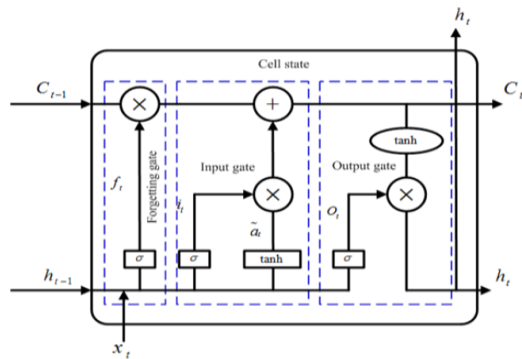 h_t
Cell state
C_{t-1}
C_t
×
+
tanh
Forgetting gate
Input gate
Output gate
f_t
i_t
×
O_t
×
ã_t
σ
σ
tanh
σ
h_{t-1}
h_t
x_t